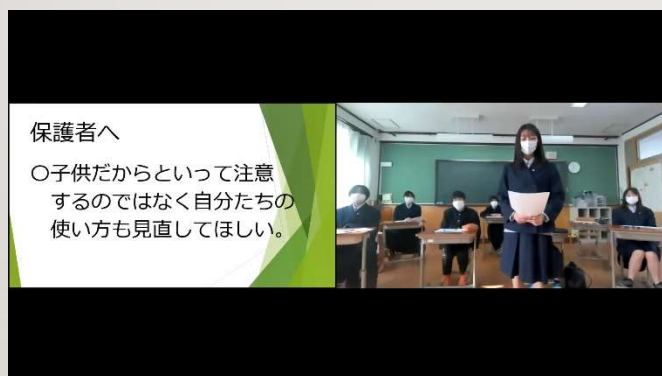 保護者へ
〇子供だからといって注意
するのではなく自分たちの
使い方も見直してほしい。